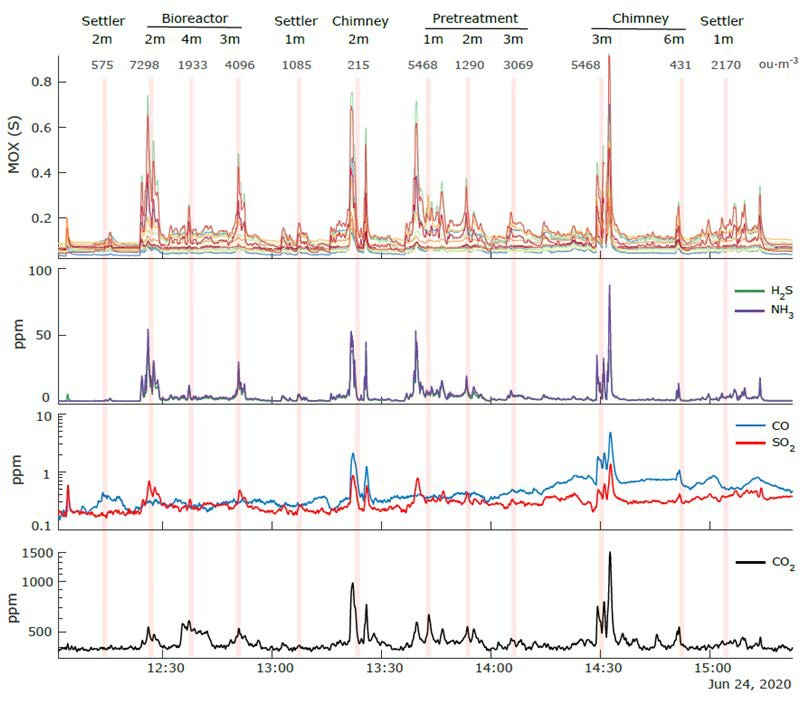 Settler Bioreactor Settler Chimney Pretreatment Chimney Settler
2m 2m 4m 3m 1m 2m 1m 2m 3m 3m 6m 1m
575 7298 1933 4096 1085 215 5468 1290 3069 5468 431 2170 ou·m-3
MOX (S)
0.8
0.6
0.4
0.2
ppm
100
50
0
H2S
NH3
ppm
10
1
0.1
CO
SO2
ppm
1500
1000
500
CO2
12:30 13:00 13:30 14:00 14:30 15:00
Jun 24, 2020